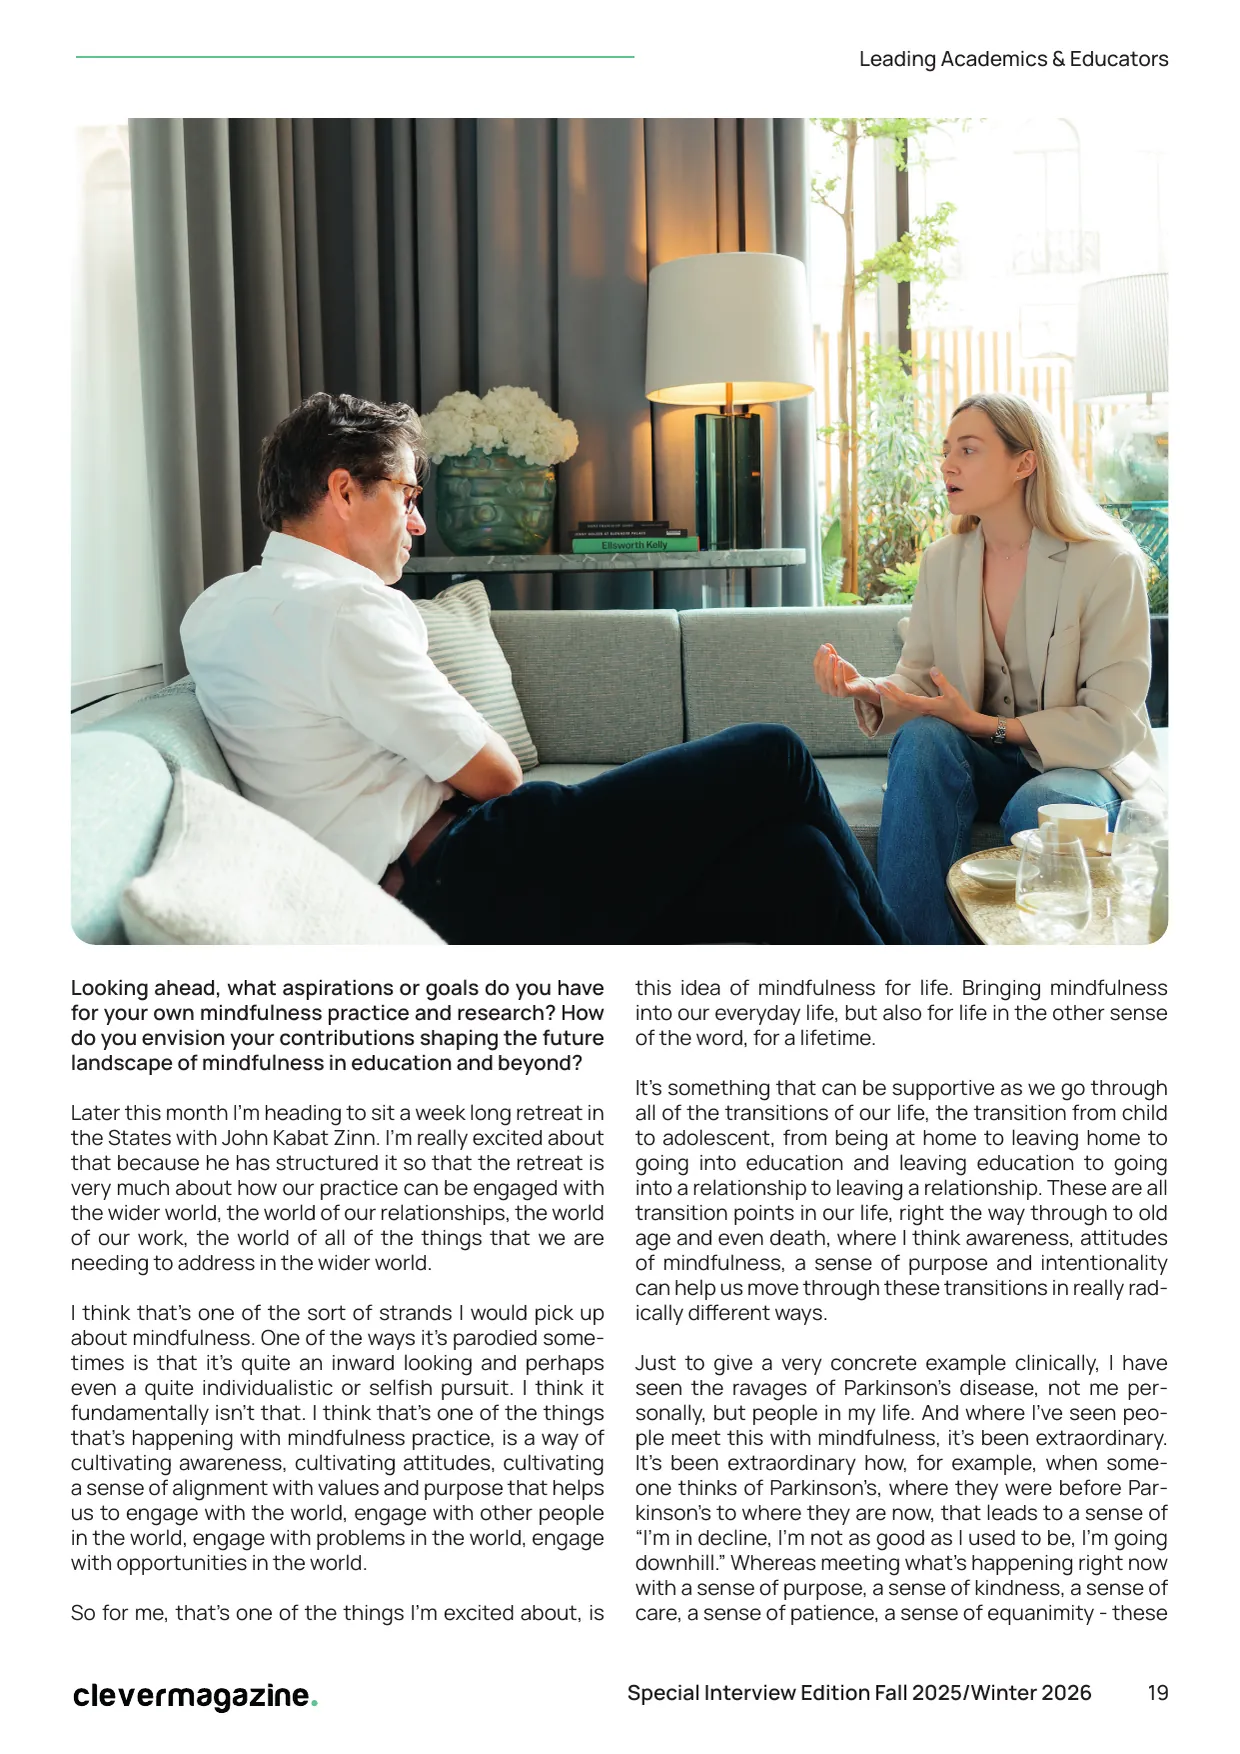 Leading Academics & Educators
Ellsworth Kelly
Looking ahead, what aspirations or goals do you have
for your own mindfulness practice and research? How
do you envision your contributions shaping the future
landscape of mindfulness in education and beyond?
Later this month I'm heading to sit a week long retreat in
the States with John Kabat Zinn. I'm really excited about
that because he has structured it so that the retreat is
very much about how our practice can be engaged with
the wider world, the world of our relationships, the world
of our work, the world of all of the things that we are
needing to address in the wider world.
I think that's one of the sort of strands I would pick up
about mindfulness. One of the ways it's parodied some-
times is that it's quite an inward looking and perhaps
even a quite individualistic or selfish pursuit. I think it
fundamentally isn't that. I think that's one of the things
that's happening with mindfulness practice, is a way of
cultivating awareness, cultivating attitudes, cultivating
a sense of alignment with values and purpose that helps
us to engage with the world, engage with other people
in the world, engage with problems in the world, engage
with opportunities in the world.
So for me, that's one of the things I'm excited about, is
this idea of mindfulness for life. Bringing mindfulness
into our everyday life, but also for life in the other sense
of the word, for a lifetime.
It's something that can be supportive as we go through
all of the transitions of our life, the transition from child
to adolescent, from being at home to leaving home to
going into education and leaving education to going
into a relationship to leaving a relationship. These are all
transition points in our life, right the way through to old
age and even death, where I think awareness, attitudes
of mindfulness, a sense of purpose and intentionality
can help us move through these transitions in really rad-
ically different ways.
Just to give a very concrete example clinically, I have
seen the ravages of Parkinson's disease, not me per-
sonally, but people in my life. And where I've seen peo-
ple meet this with mindfulness, it's been extraordinary.
It's been extraordinary how, for example, when some-
one thinks of Parkinson's, where they were before Par-
kinson's to where they are now, that leads to a sense of
“I'm in decline, I'm not as good as I used to be, I'm going
downhill.” Whereas meeting what's happening right now
with a sense of purpose, a sense of kindness, a sense of
care, a sense of patience, a sense of equanimity - these
clevermagazine.
Special Interview Edition Fall 2025/Winter 2026
19